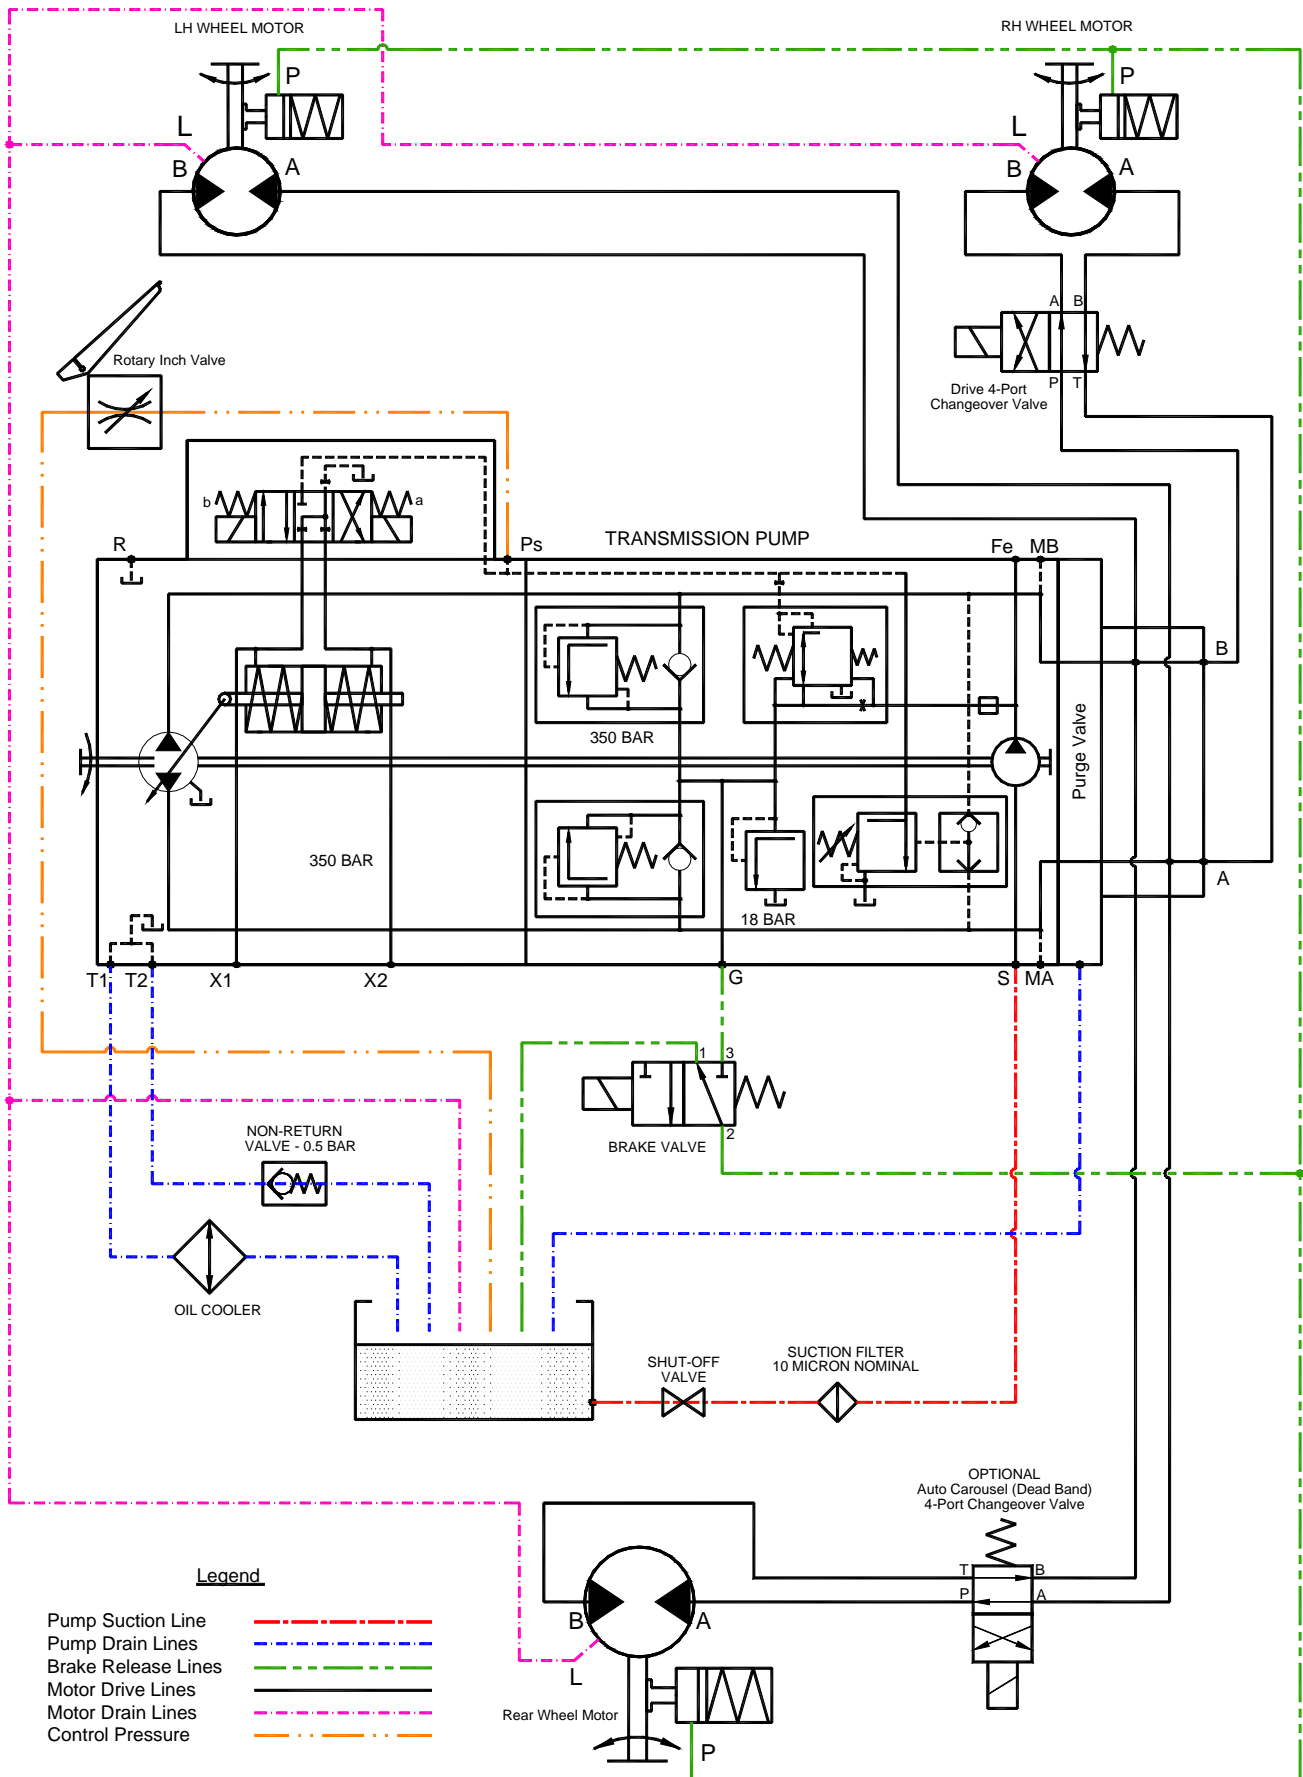 LH WHEEL MOTOR
RH WHEEL MOTOR
P
P
L
L
B
A
B
A
A B
Rotary Inch Valve
P T
Drive 4-Port
Changeover Valve
b
a
R
Ps
TRANSMISSION PUMP
Fe
MB
B
350 BAR
Purge Valve
350 BAR
A
18 BAR
T1
T2
X1
X2
G
S
MA
1
3
NON-RETURN
VALVE - 0.5 BAR
BRAKE VALVE
2
OIL COOLER
SHUT-OFF
VALVE
SUCTION FILTER
10 MICRON NOMINAL
OPTIONAL
Auto Carousel (Dead Band)
4-Port Changeover Valve
T
B
P
A
B
A
L
Rear Wheel Motor
P
Legend
Pump Suction Line
Pump Drain Lines
Brake Release Lines
Motor Drive Lines
Motor Drain Lines
Control Pressure